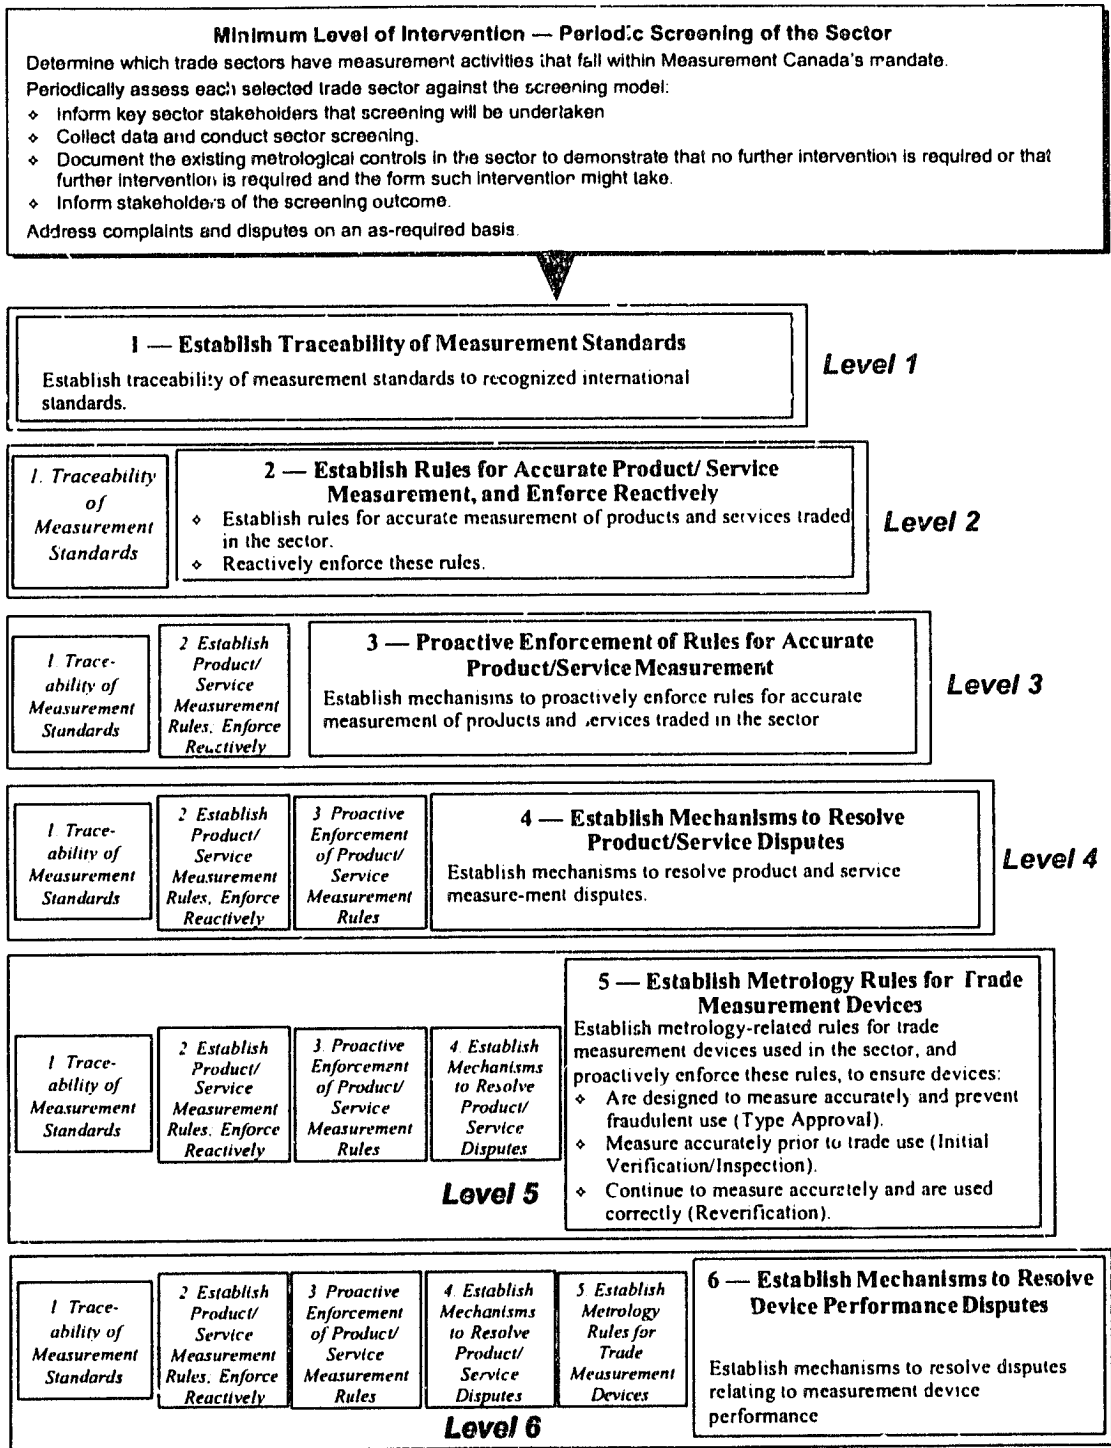 Minimum Level of Intervention — Periodic Screening of the Sector
Determine which trade sectors have measurement activities that fall within Measurement Canada's mandate.
Periodically assess each selected trade sector against the screening model:
⋄ Inform key sector stakeholders that screening will be undertaken
⋄ Collect data and conduct sector screening.
⋄ Document the existing metrological controls in the sector to demonstrate that no further intervention is required or that
further intervention is required and the form such intervention might take.
⋄ Inform stakeholders of the screening outcome.
Address complaints and disputes on an as-required basis.
1 — Establish Traceability of Measurement Standards
Establish traceability of measurement standards to recognized international
standards.
Level 1
1. Traceability
of
Measurement
Standards
2 — Establish Rules for Accurate Product/ Service
Measurement, and Enforce Reactively
⋄ Establish rules for accurate measurement of products and services traded
in the sector.
⋄ Reactively enforce these rules.
Level 2
1. Trace-
ability of
Measurement
Standards
2 Establish
Product/
Service
Measurement
Rules, Enforce
Reactively
3 — Proactive Enforcement of Rules for Accurate
Product/Service Measurement
Establish mechanisms to proactively enforce rules for accurate
measurement of products and services traded in the sector
Level 3
1. Trace-
ability of
Measurement
Standards
2 Establish
Product/
Service
Measurement
Rules, Enforce
Reactively
3 Proactive
Enforcement
of Product/
Service
Measurement
Rules
4 — Establish Mechanisms to Resolve
Product/Service Disputes
Establish mechanisms to resolve product and service
measure-ment disputes.
Level 4
1 Trace-
ability of
Measurement
Standards
2 Establish
Product/
Service
Measurement
Rules, Enforce
Reactively
3. Proactive
Enforcement
of Product/
Service
Measurement
Rules
4. Establish
Mechanisms
to Resolve
Product/
Service
Disputes
5 — Establish Metrology Rules for Trade
Measurement Devices
Establish metrology-related rules for trade
measurement devices used in the sector, and
proactively enforce these rules, to ensure devices:
⋄ Are designed to measure accurately and prevent
fraudulent use (Type Approval).
⋄ Measure accurately prior to trade use (Initial
Verification/Inspection).
⋄ Continue to measure accurately and are used
correctly (Reverification).
Level 5
1 Trace-
ability of
Measurement
Standards
2 Establish
Product/
Service
Measurement
Rules, Enforce
Reactively
3 Proactive
Enforcement
of Product/
Service
Measurement
Rules
4. Establish
Mechanisms
to Resolve
Product/
Service
Disputes
5. Establish
Metrology
Rules for
Trade
Measurement
Devices
6 — Establish Mechanisms to Resolve
Device Performance Disputes
Establish mechanisms to resolve disputes
relating to measurement device
performance
Level 6